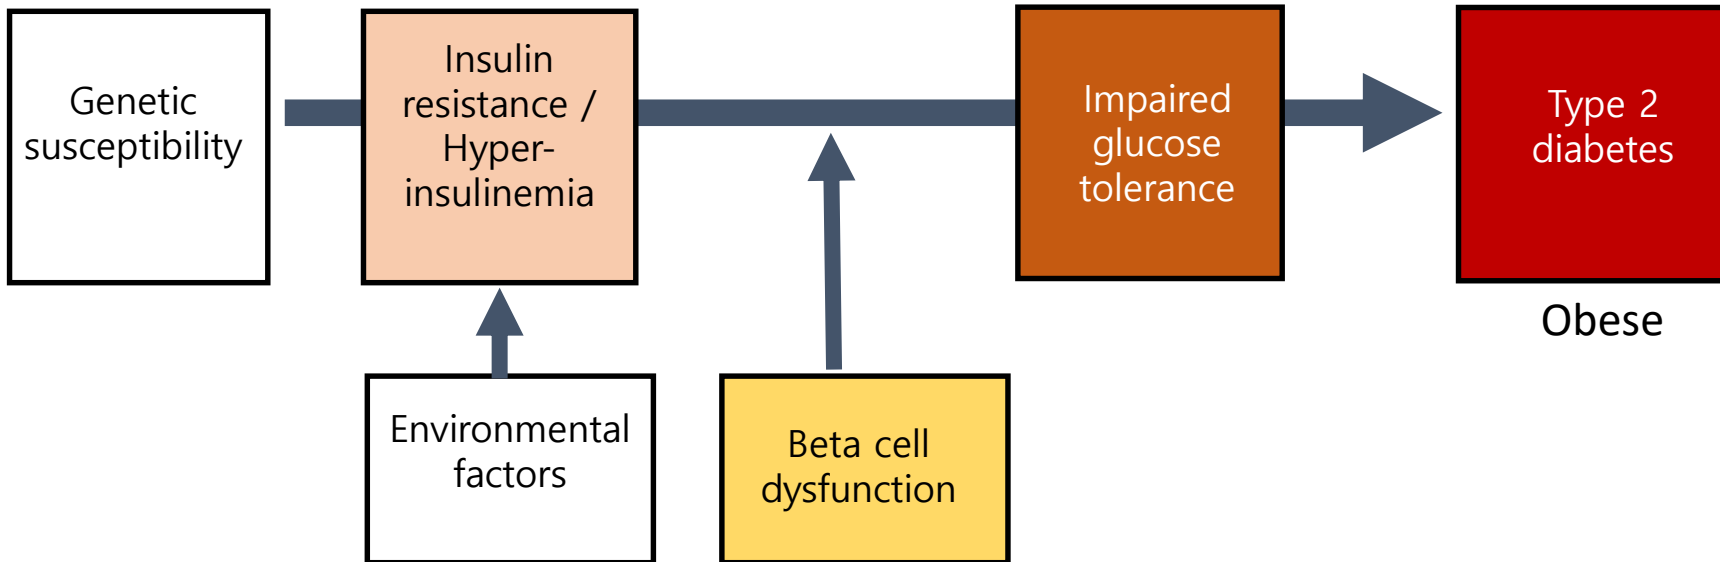 Genetic
susceptibility
Insulin
resistance /
Hyper-
insulinemia
Impaired
glucose
tolerance
Type 2
diabetes
Obese
Environmental
factors
Beta cell
dysfunction